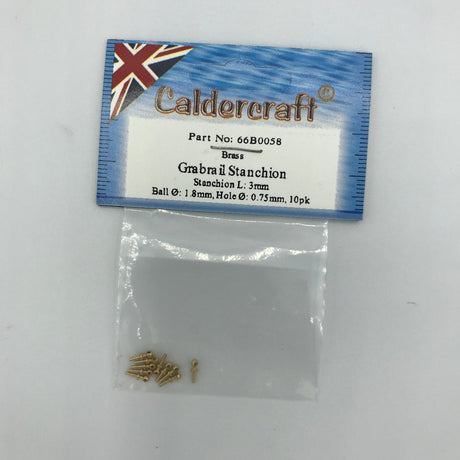 Caldercraft®
Part No: 66B0058
Brass
Grabrail Stanchion
Stanchion L: 3mm
Ball Ø: 1.8mm, Hole Ø: 0.75mm, 10pk